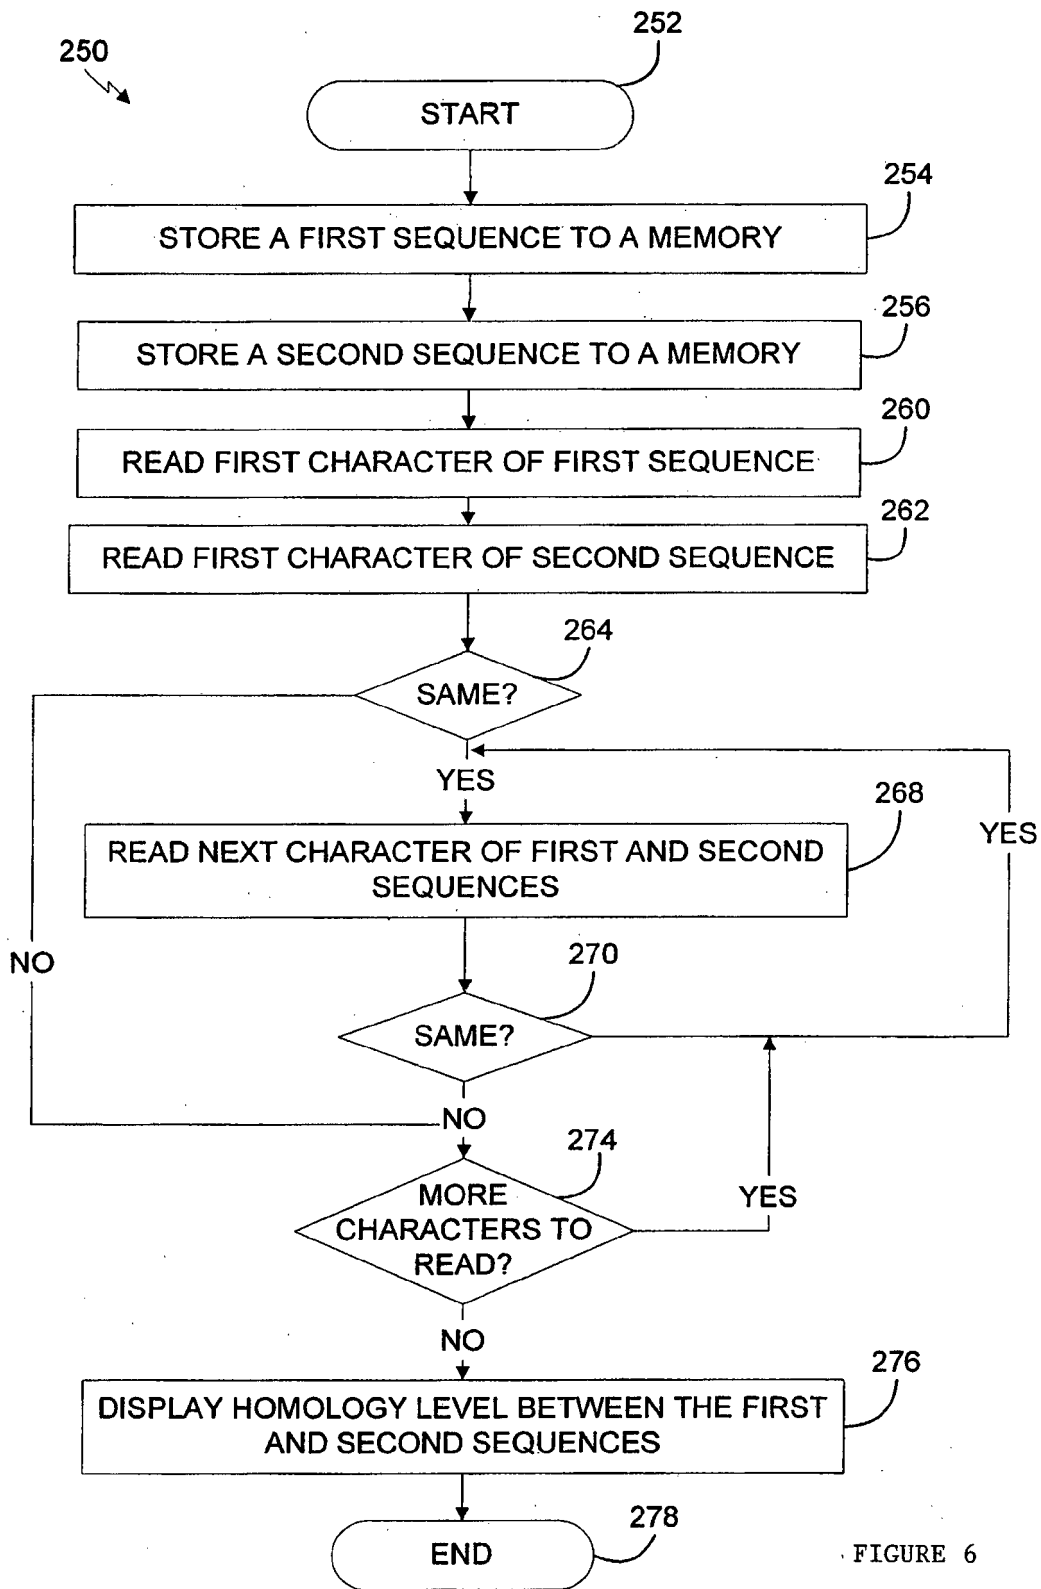 252
250
START
254
STORE A FIRST SEQUENCE TO A MEMORY
256
STORE A SECOND SEQUENCE TO A MEMORY
260
READ FIRST CHARACTER OF FIRST SEQUENCE
262
READ FIRST CHARACTER OF SECOND SEQUENCE
264
SAME?
YES
268
YES
READ NEXT CHARACTER OF FIRST AND SECOND
SEQUENCES
NO
270
SAME?
NO
274
MORE
CHARACTERS TO
READ?
YES
NO
276
DISPLAY HOMOLOGY LEVEL BETWEEN THE FIRST
AND SECOND SEQUENCES
278
END
FIGURE 6